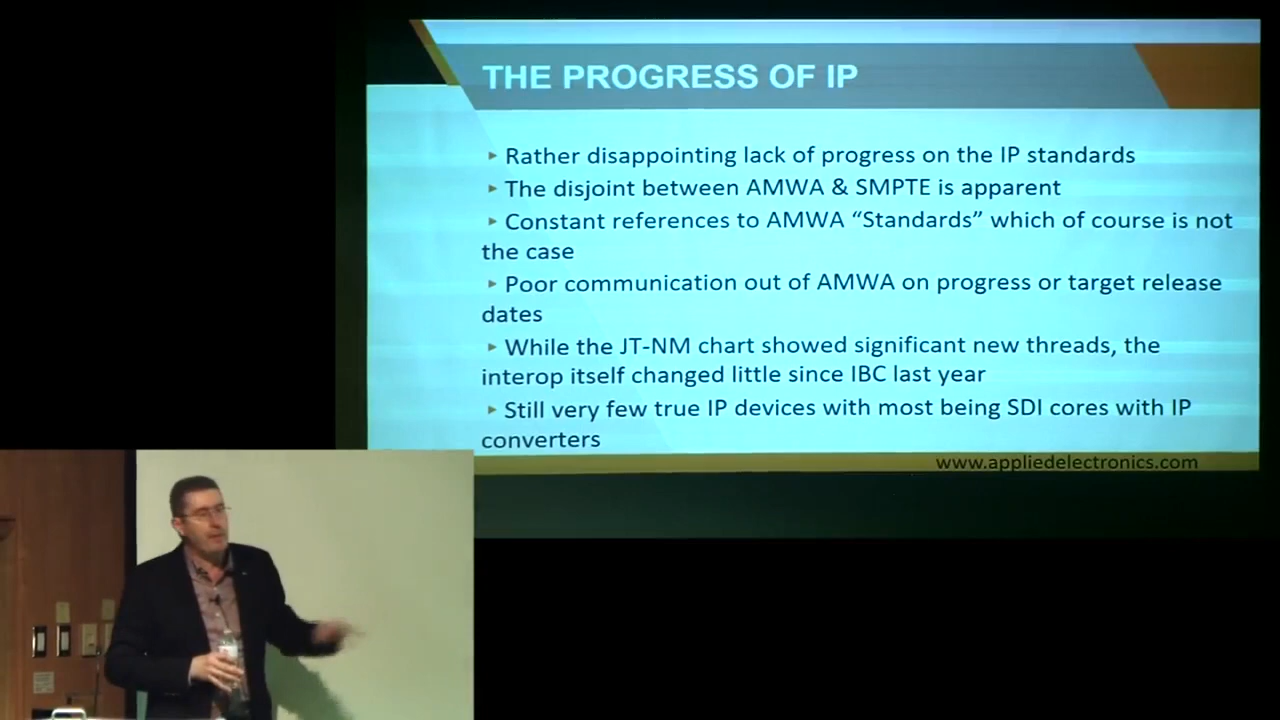 THE PROGRESS OF IP
▸ Rather disappointing lack of progress on the IP standards
▸ The disjoint between AMWA & SMPTE is apparent
▸ Constant references to AMWA “Standards” which of course is not
the case
▸ Poor communication out of AMWA on progress or target release
dates
▸ While the JT-NM chart showed significant new threads, the
interop itself changed little since IBC last year
▸ Still very few true IP devices with most being SDI cores with IP
converters
www.appliedelectronics.com